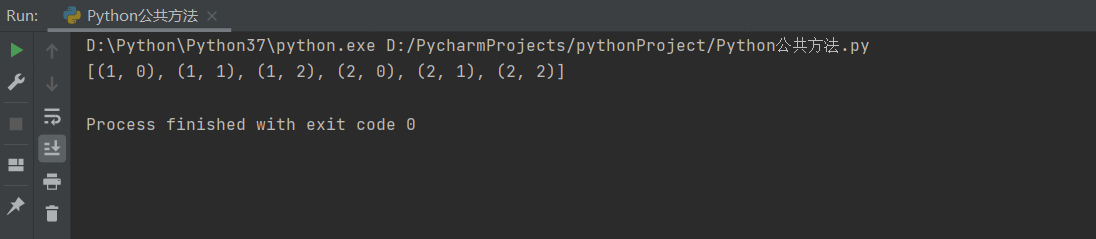 Run: Python公共方法
D:\Python\Python37\python.exe D:/PycharmProjects/pythonProject/Python公共方法.py
[(1, 0), (1, 1), (1, 2), (2, 0), (2, 1), (2, 2)]
Process finished with exit code 0